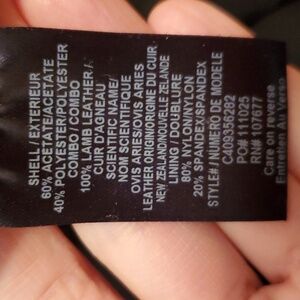 SHELL / EXTERIEUR
60% ACETATE/ACETATE
40% POLYESTER/POLYESTER
COMBO / COMBO
100% LAMB LEATHER /
CUIR D'AGNEAU
SCIENTIFIC NAME/
NOM SCIENTIFIQUE
OVIS ARIES/OVIS ARIES
LEATHER ORIGIN/ORIGINE DU CUIR,
NEW ZEALAND/NOUVELLE ZELANDE
LINING / DOUBLURE
80% NYLON/NYLON
20% SPANDEX/SPANDEX
STYLE# / NUMERO DE MODELE
C409356282
PO# 111025
RN# 107677
Care on reverse
Entretien Au Verso